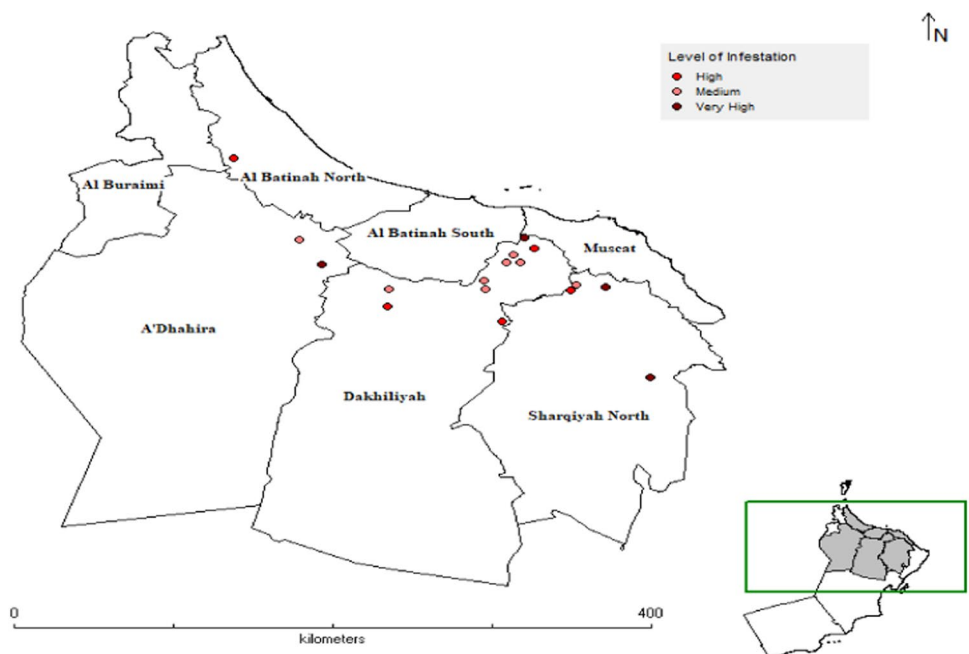 N
Level of Infestation
High
Medium
Very High
Al Buraimi
Al Batinah North
Al Batinah South
Muscat
A'Dhahira
Dakhiliyah
Sharqiyah North
0
400
kilometers